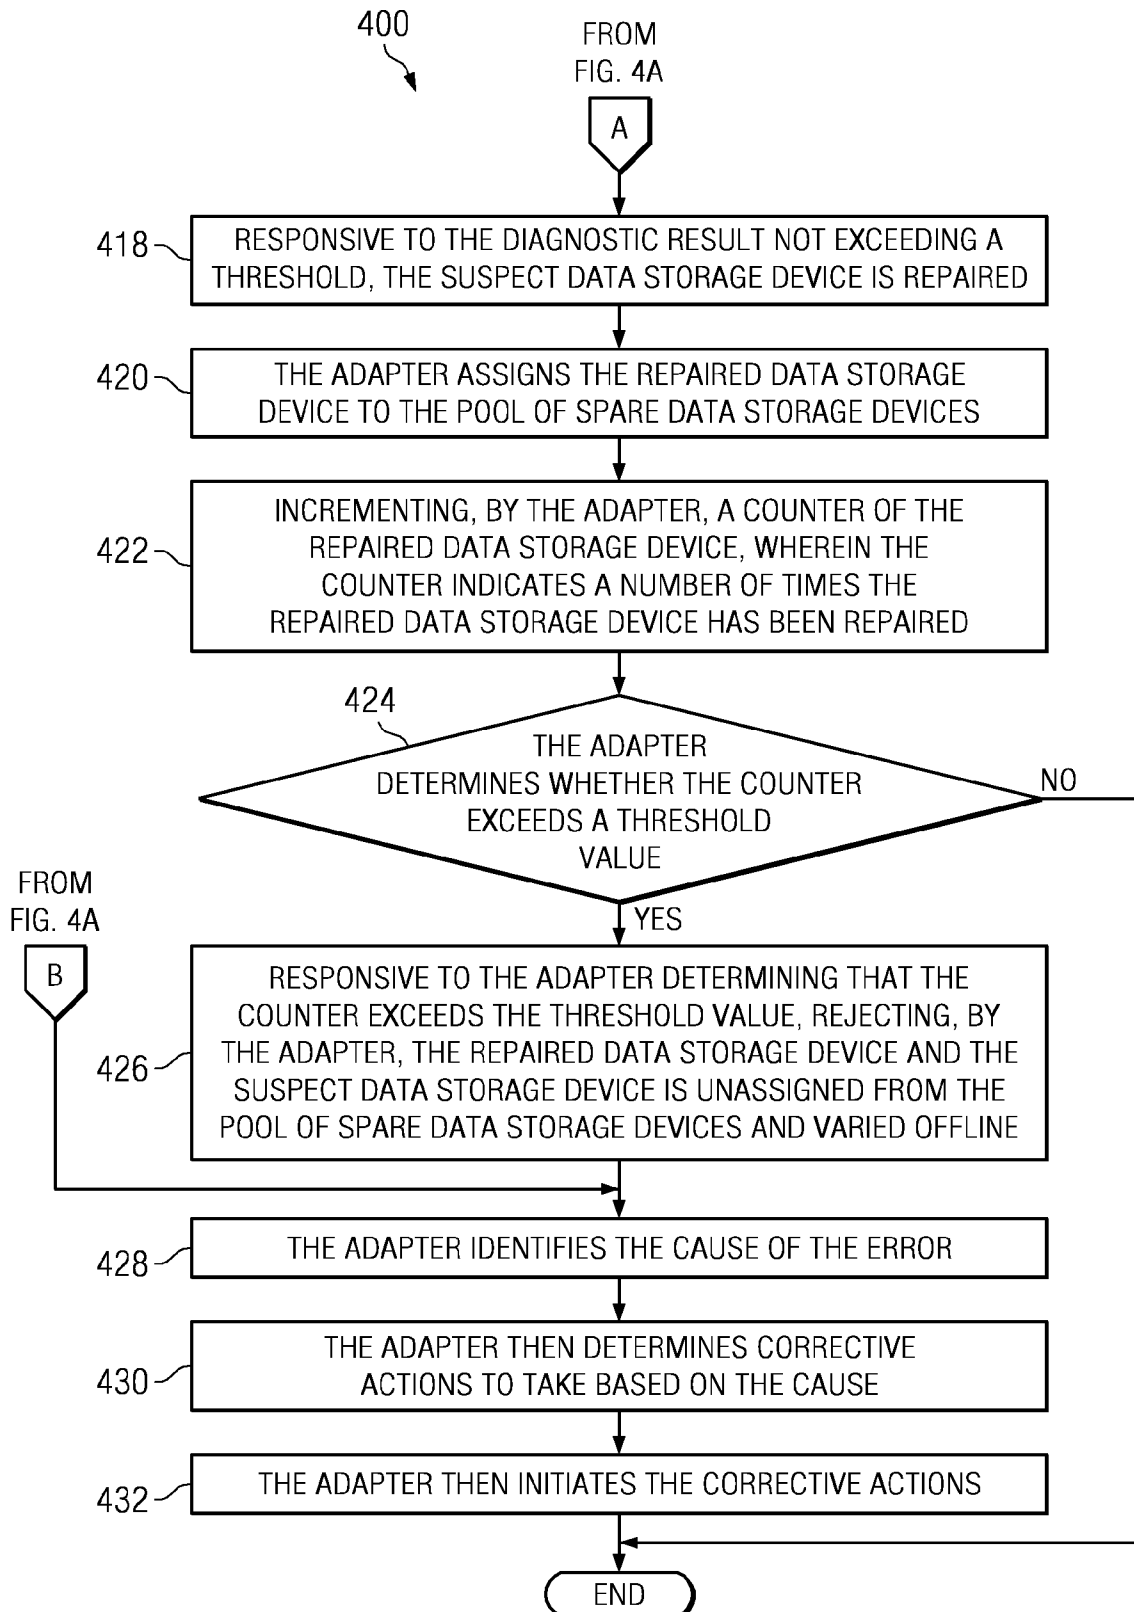 400
FROM
FIG. 4A
A
418
RESPONSIVE TO THE DIAGNOSTIC RESULT NOT EXCEEDING A
THRESHOLD, THE SUSPECT DATA STORAGE DEVICE IS REPAIRED
420
THE ADAPTER ASSIGNS THE REPAIRED DATA STORAGE
DEVICE TO THE POOL OF SPARE DATA STORAGE DEVICES
422
INCREMENTING, BY THE ADAPTER, A COUNTER OF THE
REPAIRED DATA STORAGE DEVICE, WHEREIN THE
COUNTER INDICATES A NUMBER OF TIMES THE
REPAIRED DATA STORAGE DEVICE HAS BEEN REPAIRED
424
THE ADAPTER
DETERMINES WHETHER THE COUNTER
EXCEEDS A THRESHOLD
VALUE
NO
YES
FROM
FIG. 4A
B
426
RESPONSIVE TO THE ADAPTER DETERMINING THAT THE
COUNTER EXCEEDS THE THRESHOLD VALUE, REJECTING, BY
THE ADAPTER, THE REPAIRED DATA STORAGE DEVICE AND THE
SUSPECT DATA STORAGE DEVICE IS UNASSIGNED FROM THE
POOL OF SPARE DATA STORAGE DEVICES AND VARIED OFFLINE
428
THE ADAPTER IDENTIFIES THE CAUSE OF THE ERROR
430
THE ADAPTER THEN DETERMINES CORRECTIVE
ACTIONS TO TAKE BASED ON THE CAUSE
432
THE ADAPTER THEN INITIATES THE CORRECTIVE ACTIONS
END